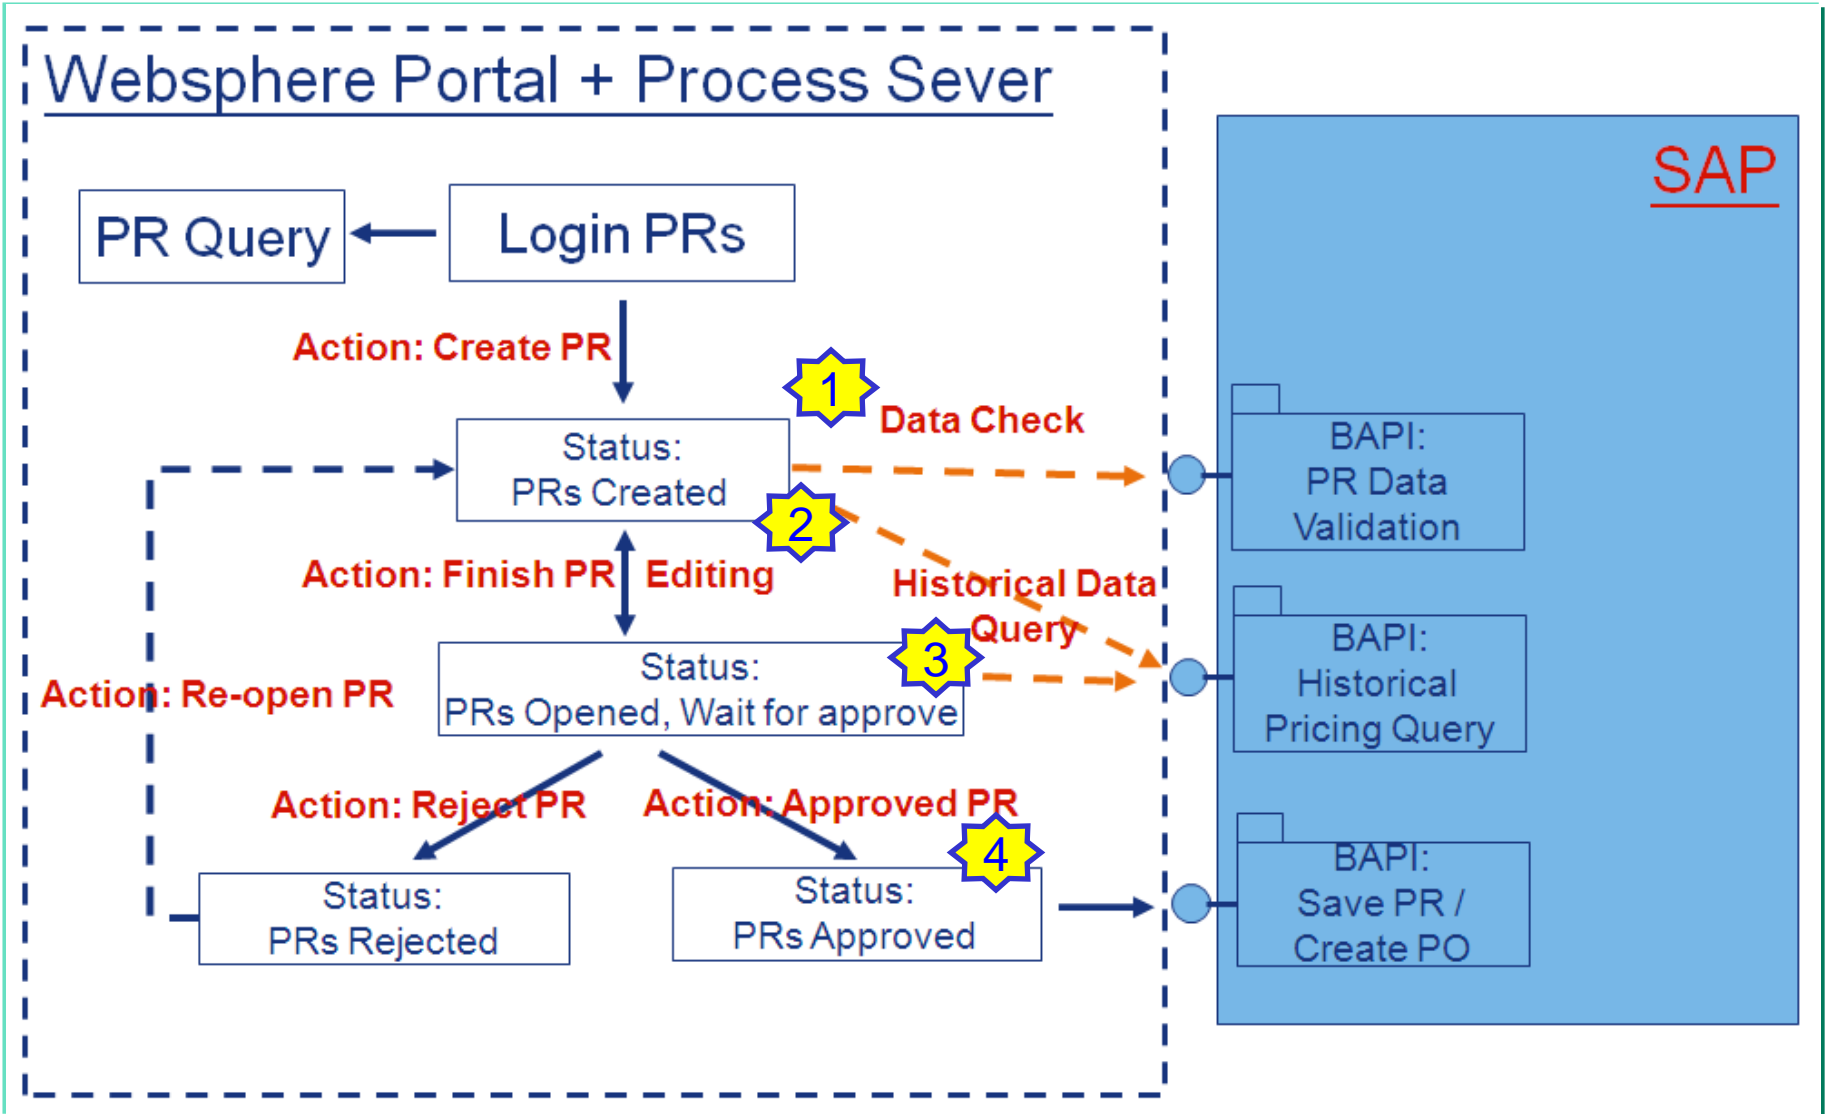 Websphere Portal + Process Sever
SAP
PR Query
Login PRs
Action: Create PR
1
Data Check
Status:
PRs Created
BAPI:
PR Data
Validation
2
Action: Finish PR Editing
Historical Data
Query
3
Status:
PRs Opened, Wait for approve
BAPI:
Historical
Pricing Query
Action: Re-open PR
Action: Reject PR
Action: Approved PR
4
Status:
PRs Rejected
Status:
PRs Approved
BAPI:
Save PR /
Create PO